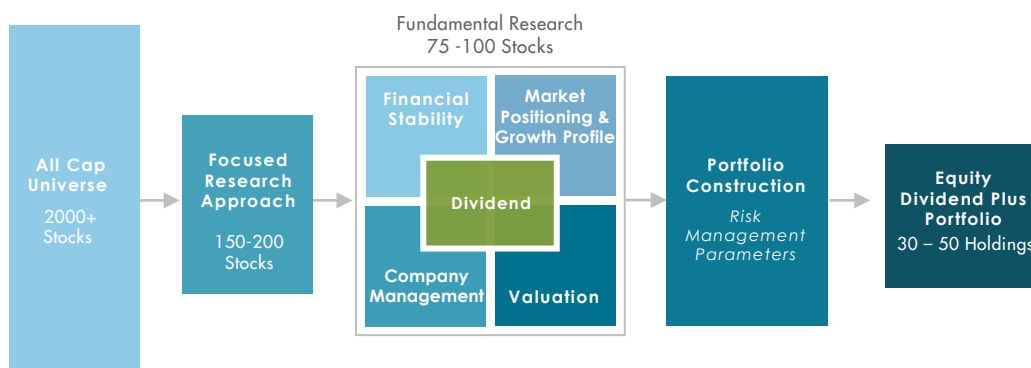 Fundamental Research
75 -100 Stocks
All Cap
Universe
2000+
Stocks
Focused
Research
Approach
150-200
Stocks
Financial
Stability
Market
Positioning &
Growth Profile
Dividend
Company
Management
Valuation
Portfolio
Construction
Risk
Management
Parameters
Equity
Dividend Plus
Portfolio
30 – 50 Holdings